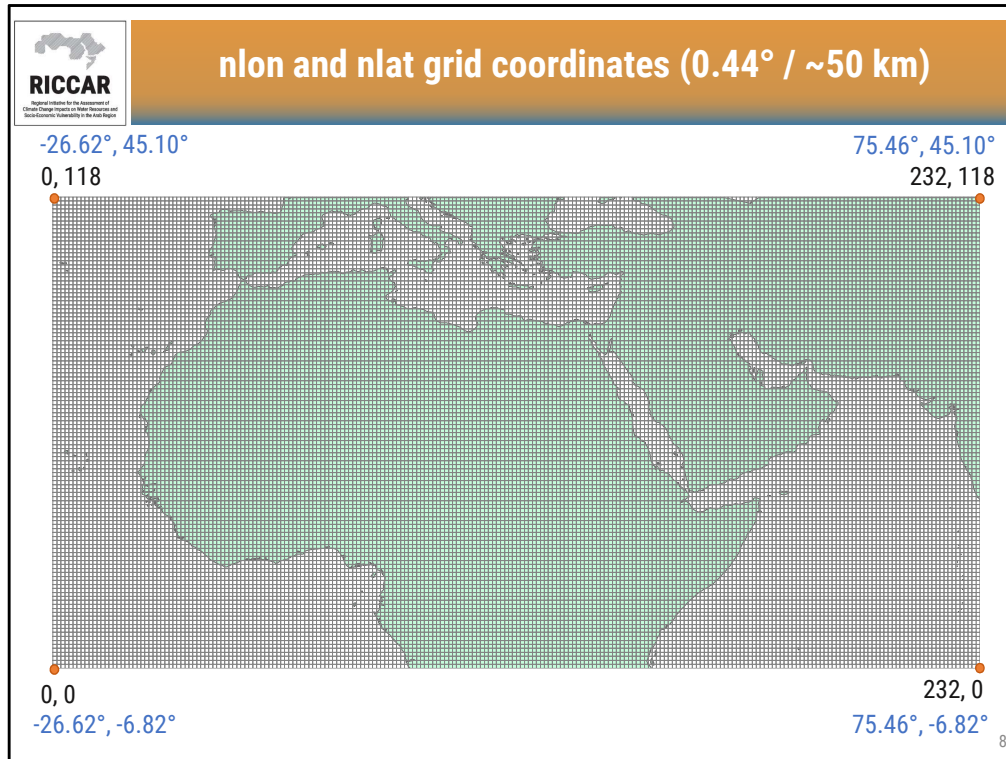 RICCAR
Regional Initiative for the Assessment of
Climate Change Impacts on Water Resources and
Socio-Economic Vulnerability in the Arab Region
nlon and nlat grid coordinates (0.44° / ~50 km)
-26.62°, 45.10°
75.46°, 45.10°
0, 118
232, 118
0, 0
232, 0
-26.62°, -6.82°
75.46°, -6.82°
8